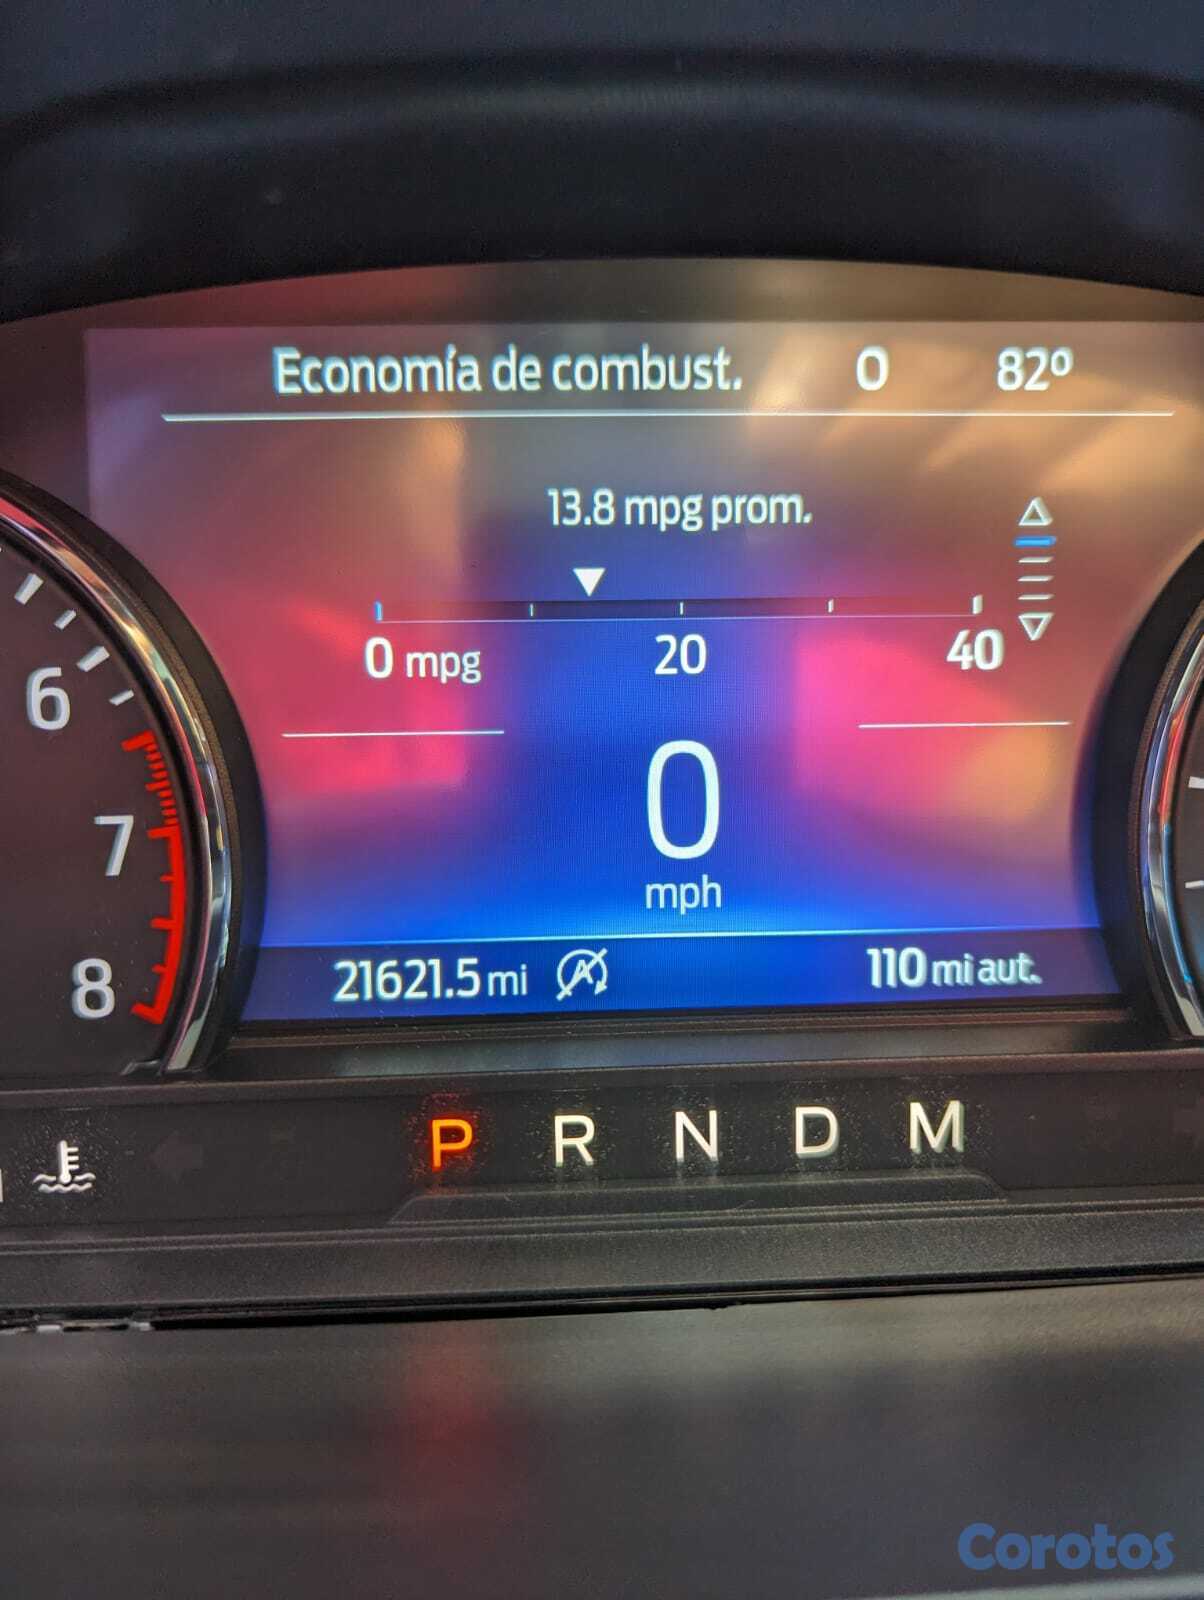 Economía de combust. 0 82º
13.8 mpg prom.
0 mpg 20 40
6
7
8
0
mph
21621.5 mi A 110 mi aut.
P R N D M
Corotos